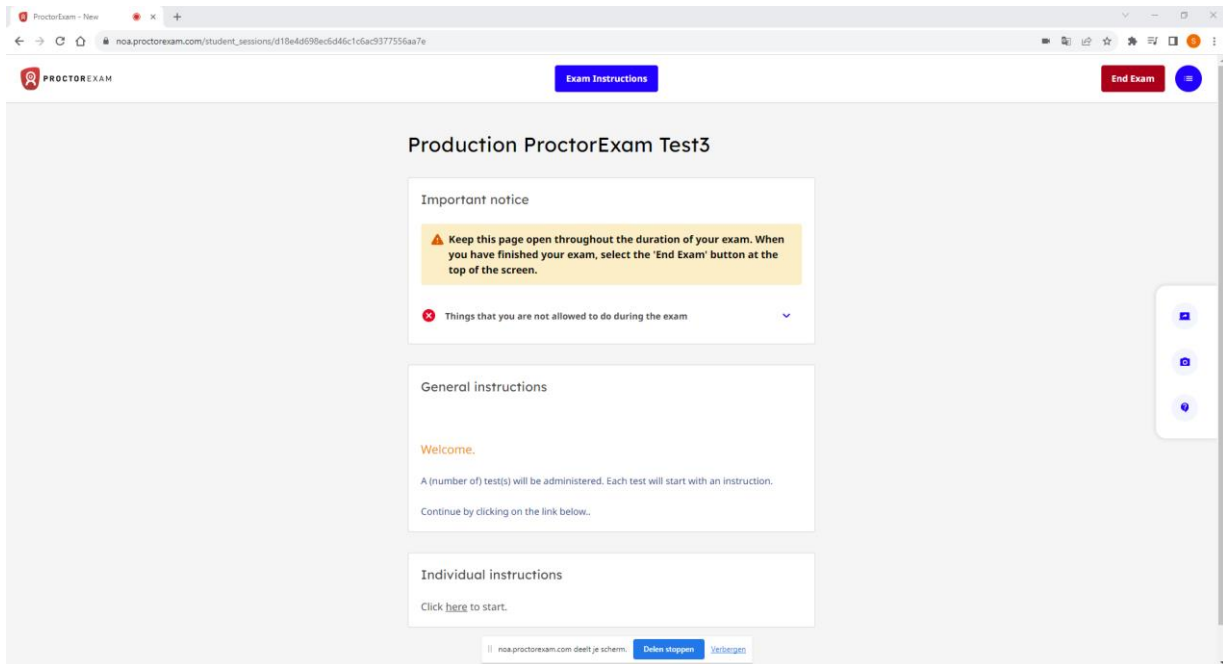 ProctorExam - New
noa.proctorexam.com/student_sessions/d18e4d698ec6d46c1c6ac9377556aa7e
S
PROCTOREXAM
Exam Instructions
End Exam
Production ProctorExam Test3
Important notice
Keep this page open throughout the duration of your exam. When
you have finished your exam, select the 'End Exam' button at the
top of the screen.
Things that you are not allowed to do during the exam
General instructions
Welcome.
A (number of) test(s) will be administered. Each test will start with an instruction.
Continue by clicking on the link below..
Individual instructions
Click here to start.
noa.proctorexam.com deelt je scherm. Delen stoppen Verbergen